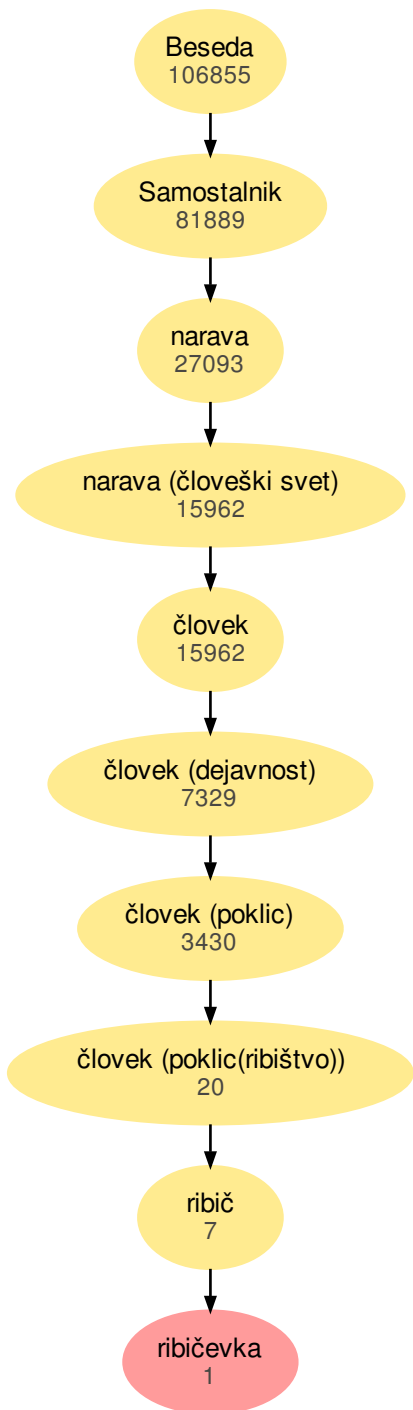 Beseda
106855
Samostalnik
81889
narava
27093
narava (človeški svet)
15962
človek
15962
človek (dejavnost)
7329
človek (poklic)
3430
človek (poklic(ribištvo))
20
ribič
7
ribičevka
1